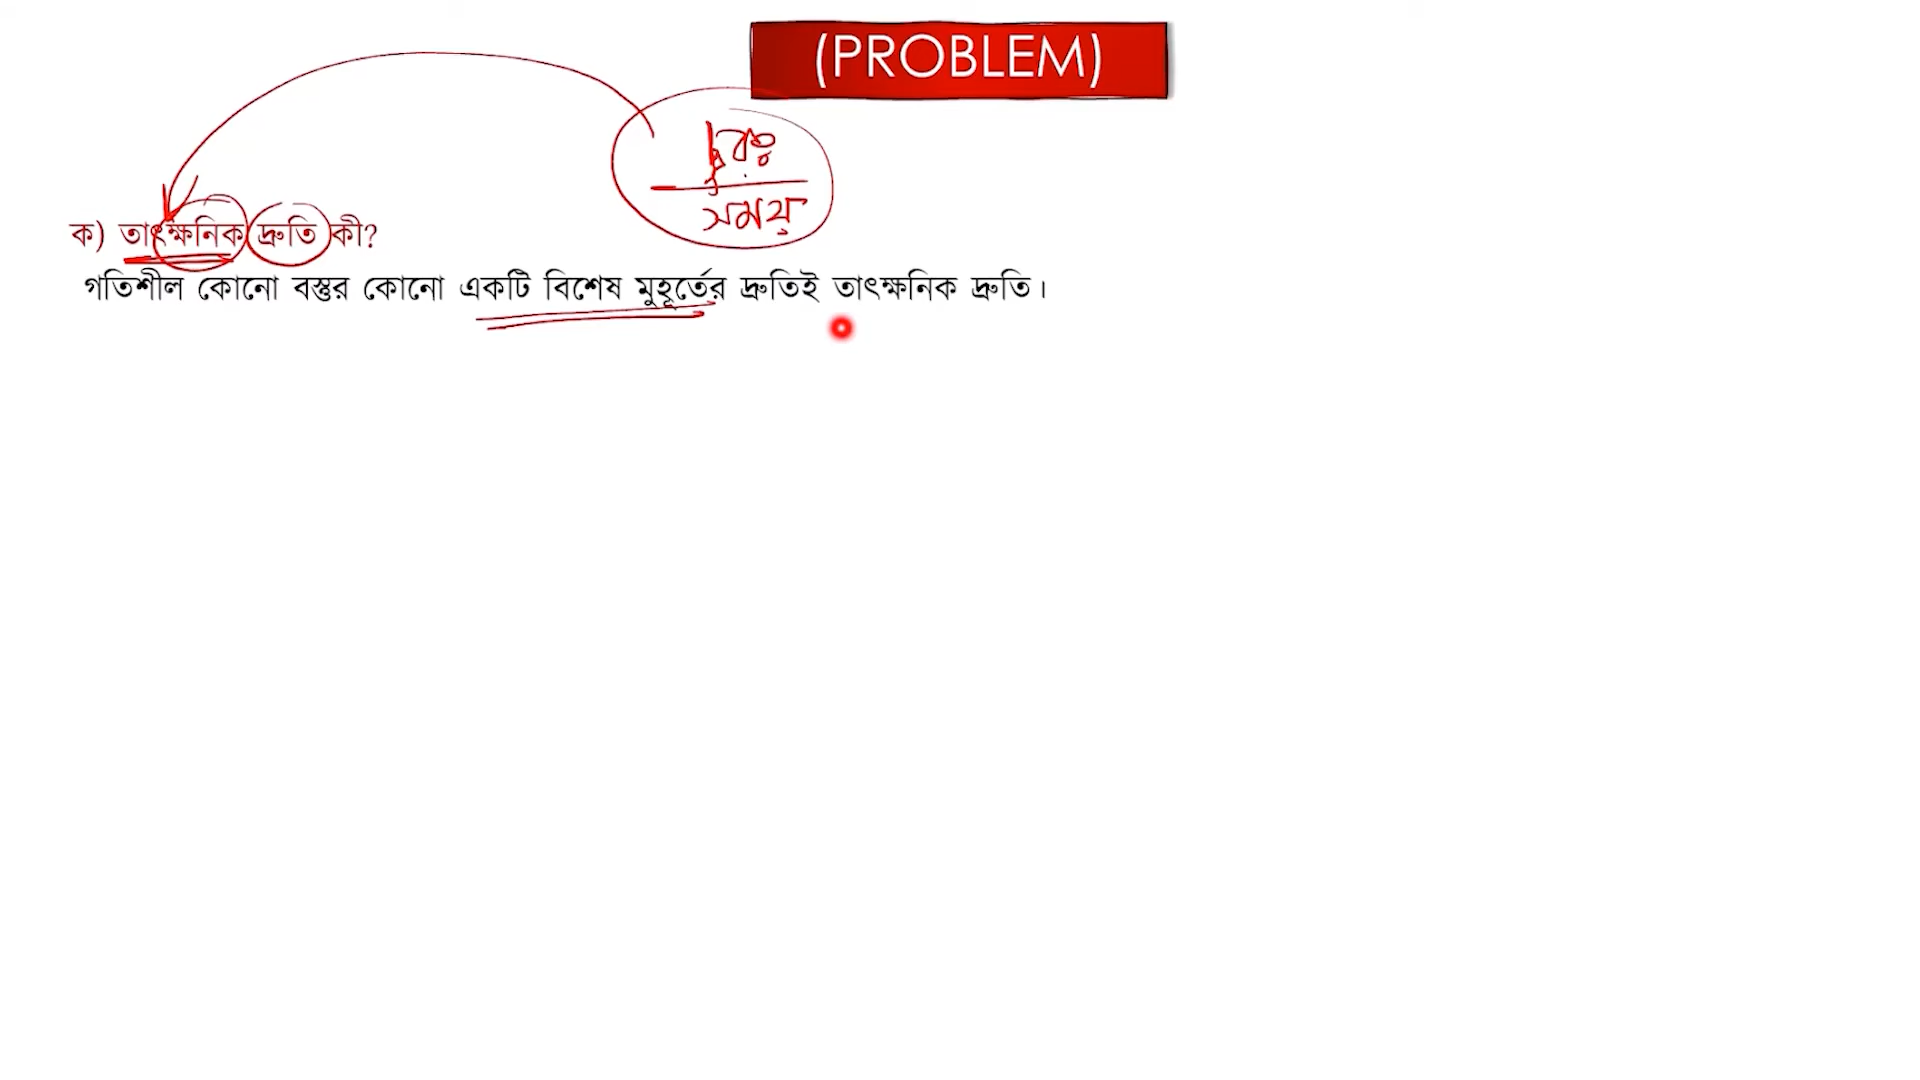 (PROBLEM)
দূরত্ব
সময়
ক) তাৎক্ষনিক দ্রুতি কী?
গতিশীল কোনো বস্তুর কোনো একটি বিশেষ মুহূর্তের দ্রুতিই তাৎক্ষনিক দ্রুতি।